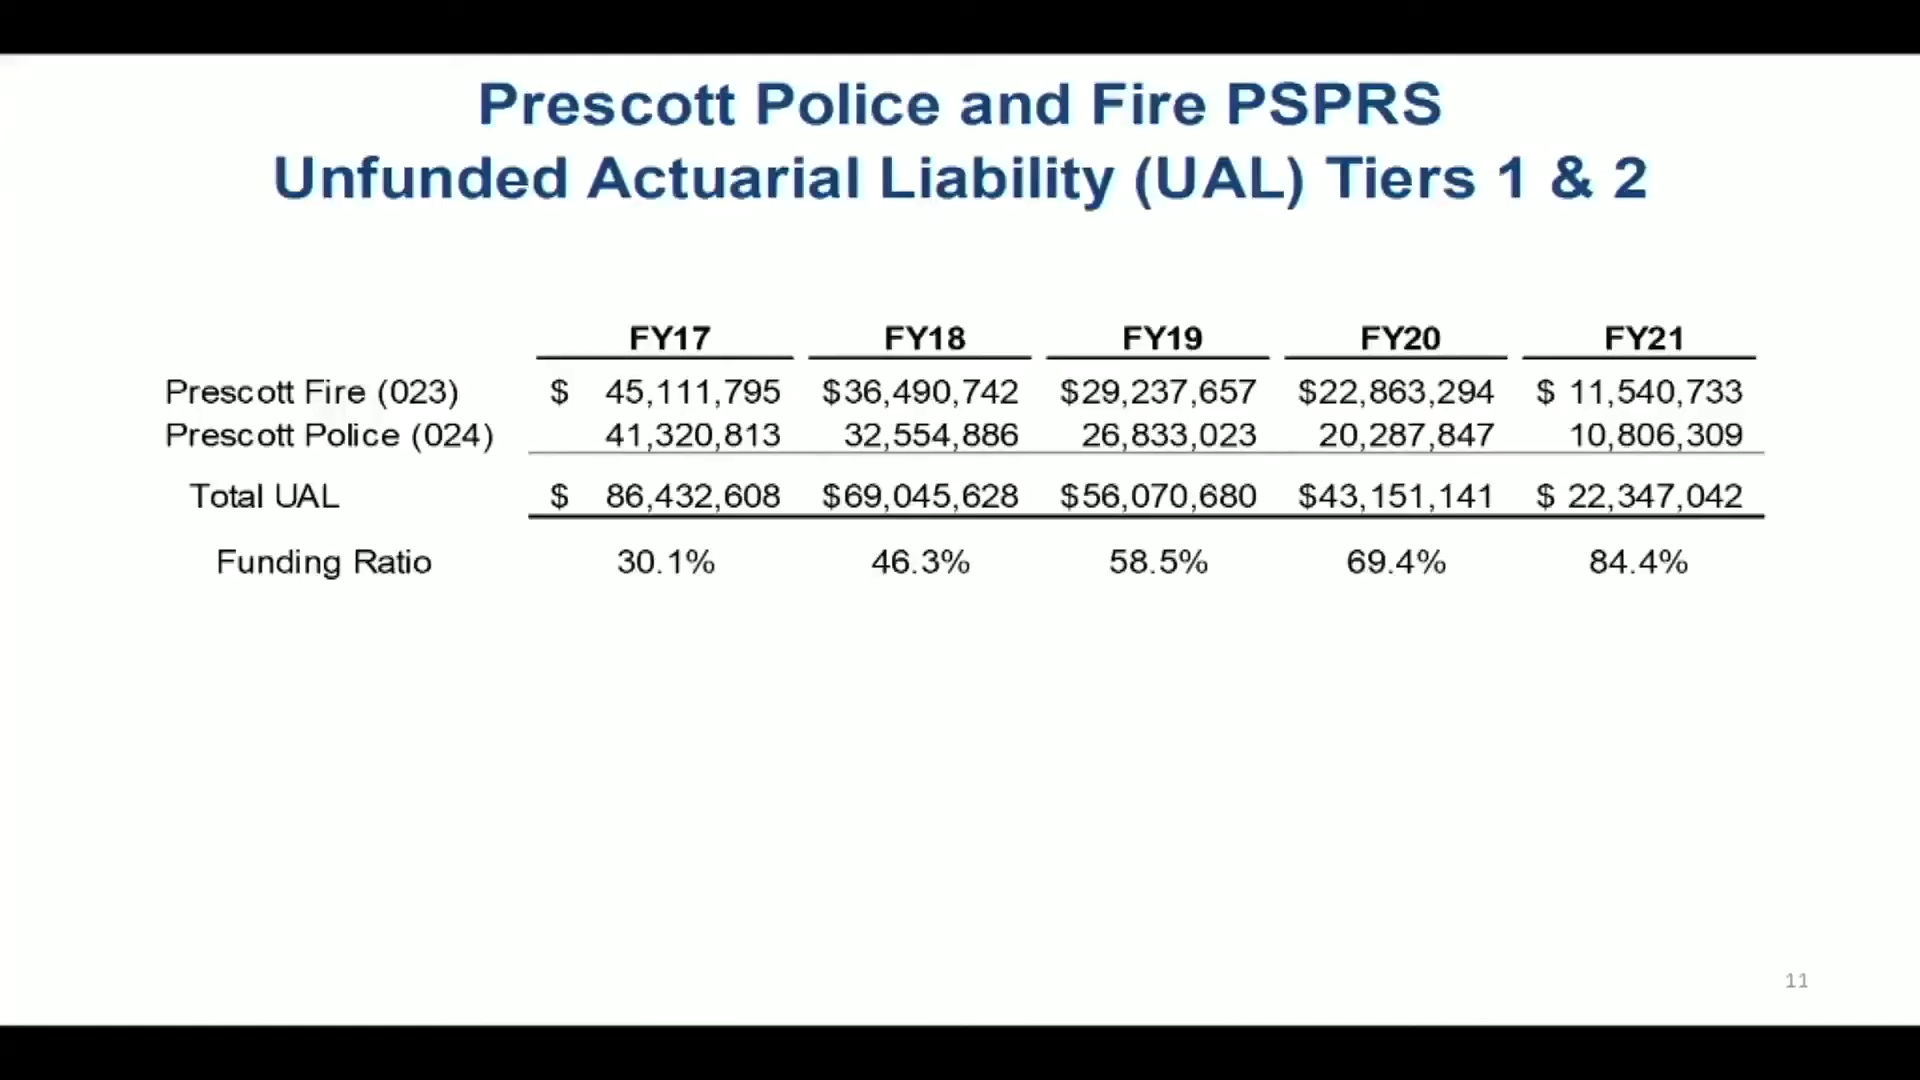 Prescott Police and Fire PSPRS
Unfunded Actuarial Liability (UAL) Tiers 1 & 2
FY17 FY18 FY19 FY20 FY21
Prescott Fire (023) $ 45,111,795 $36,490,742 $29,237,657 $22,863,294 $ 11,540,733
Prescott Police (024) 41,320,813 32,554,886 26,833,023 20,287,847 10,806,309
Total UAL $ 86,432,608 $69,045,628 $56,070,680 $43,151,141 $ 22,347,042
Funding Ratio 30.1% 46.3% 58.5% 69.4% 84.4%
11